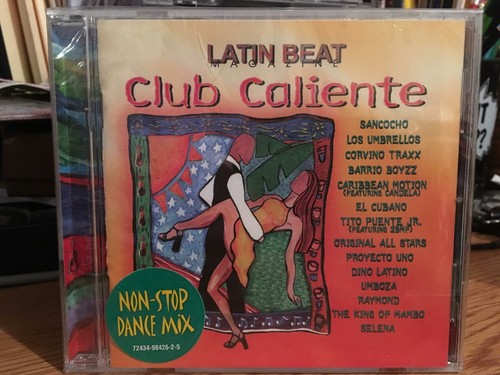 LATIN BEAT
MAGAZINE
Club Caliente
SANCOCHO
LOS UMBRELLOS
CORVINO TRAXX
BARRIO BOYZZ
CARIBBEAN MOTION
(FEATURING CANDELA)
EL CUBANO
TITO PUENTE JR.
ORIGINAL ALL STARS
PROYECTO UNO
DINO LATINO
UMBOZA
RAYMOND
THE KING OF MAMBO
SELENA
NON-STOP
DANCE MiX
72434-98426-2-5